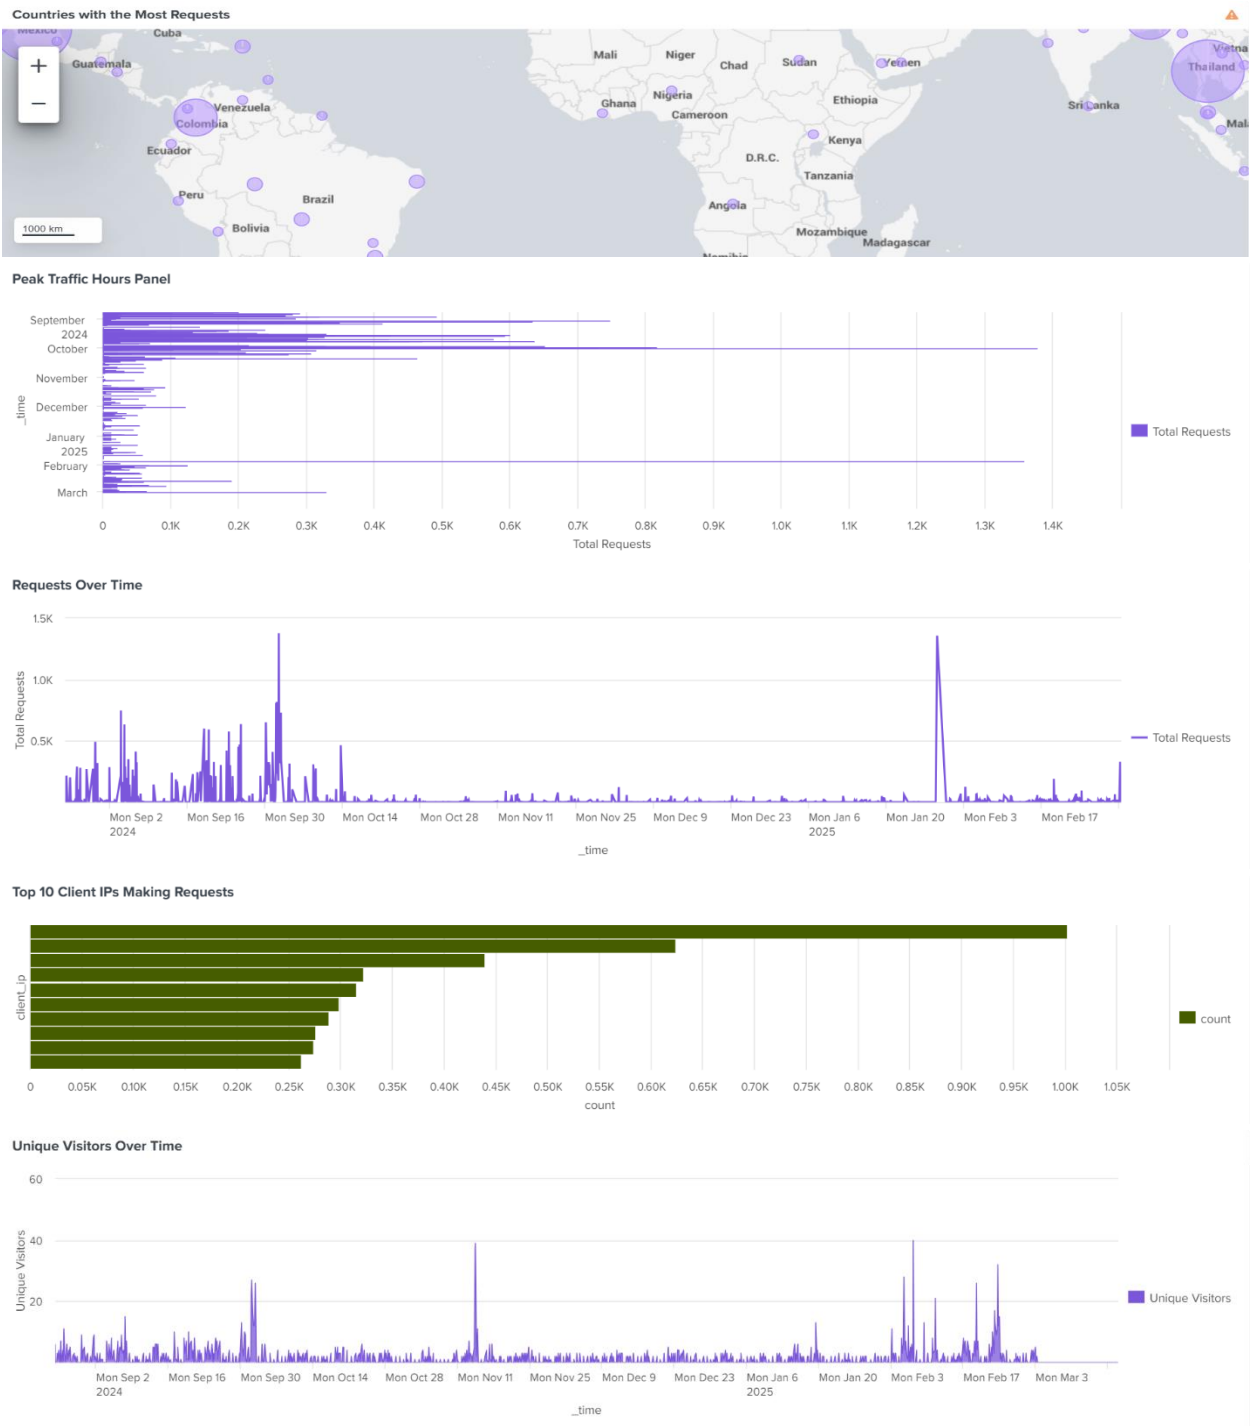 Countries with the Most Requests
Mexico
Cuba
Guatemala
Venezuela
Colombia
Ecuador
Peru
Brazil
Bolivia
Mali
Niger
Chad
Sudan
Yemen
Ghana
Nigeria
Cameroon
Ethiopia
Kenya
D.R.C.
Tanzania
Angola
Mozambique
Madagascar
Namibia
Sri Lanka
Thailand
Vietna
Mal
+
−
1000 km
Peak Traffic Hours Panel
September
2024
October
November
December
January
2025
February
March
_time
0 0.1K 0.2K 0.3K 0.4K 0.5K 0.6K 0.7K 0.8K 0.9K 1.0K 1.1K 1.2K 1.3K 1.4K
Total Requests
Total Requests
Requests Over Time
1.5K
1.0K
0.5K
Total Requests
Mon Sep 2 Mon Sep 16 Mon Sep 30 Mon Oct 14 Mon Oct 28 Mon Nov 11 Mon Nov 25 Mon Dec 9 Mon Dec 23 Mon Jan 6 Mon Jan 20 Mon Feb 3 Mon Feb 17
2024 2025
_time
Total Requests
Top 10 Client IPs Making Requests
client_ip
0 0.05K 0.10K 0.15K 0.20K 0.25K 0.30K 0.35K 0.40K 0.45K 0.50K 0.55K 0.60K 0.65K 0.70K 0.75K 0.80K 0.85K 0.90K 0.95K 1.00K 1.05K
count
count
Unique Visitors Over Time
60
40
20
Unique Visitors
Mon Sep 2 Mon Sep 16 Mon Sep 30 Mon Oct 14 Mon Oct 28 Mon Nov 11 Mon Nov 25 Mon Dec 9 Mon Dec 23 Mon Jan 6 Mon Jan 20 Mon Feb 3 Mon Feb 17 Mon Mar 3
2024 2025
_time
Unique Visitors